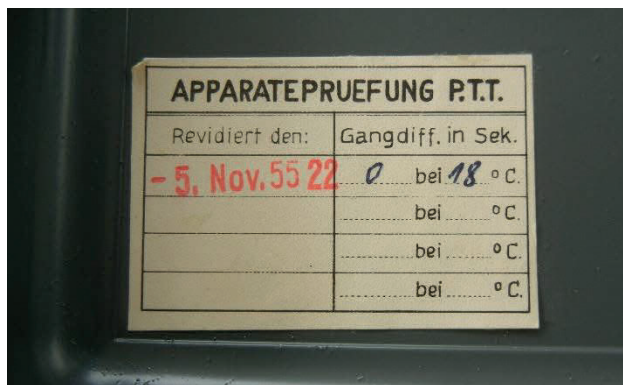 APPARATEPRUEFUNG P.T.T.
Revidiert den: Gangdiff. in Sek.
- 5. Nov. 55 22 0 bei 18 °C.
bei °C.
bei °C.
bei °C.